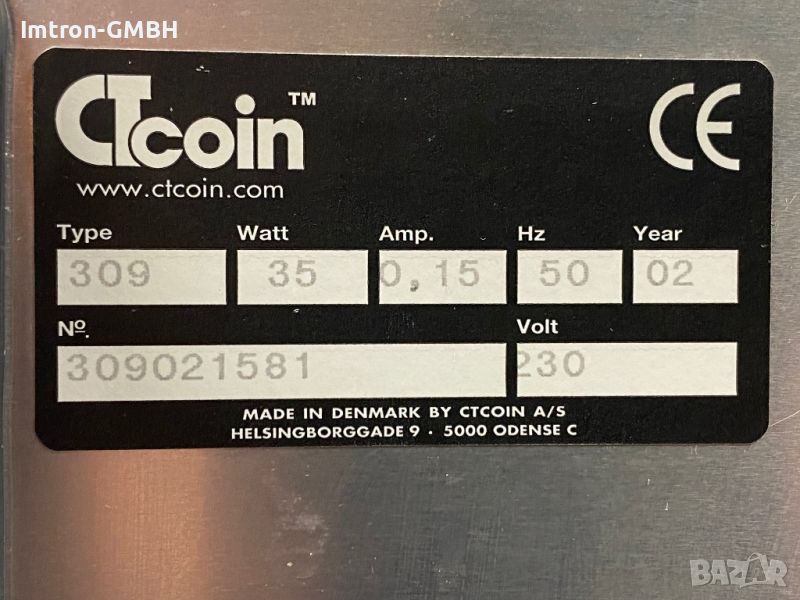 Imtron-GMBH
CTcoin™
CE
www.ctcoin.com
Type Watt Amp. Hz Year
309 35 0,15 50 02
Nº. Volt
309021581 230
MADE IN DENMARK BY CTCOIN A/S
HELSINGBORGGADE 9 · 5000 ODENSE C
BAZAR